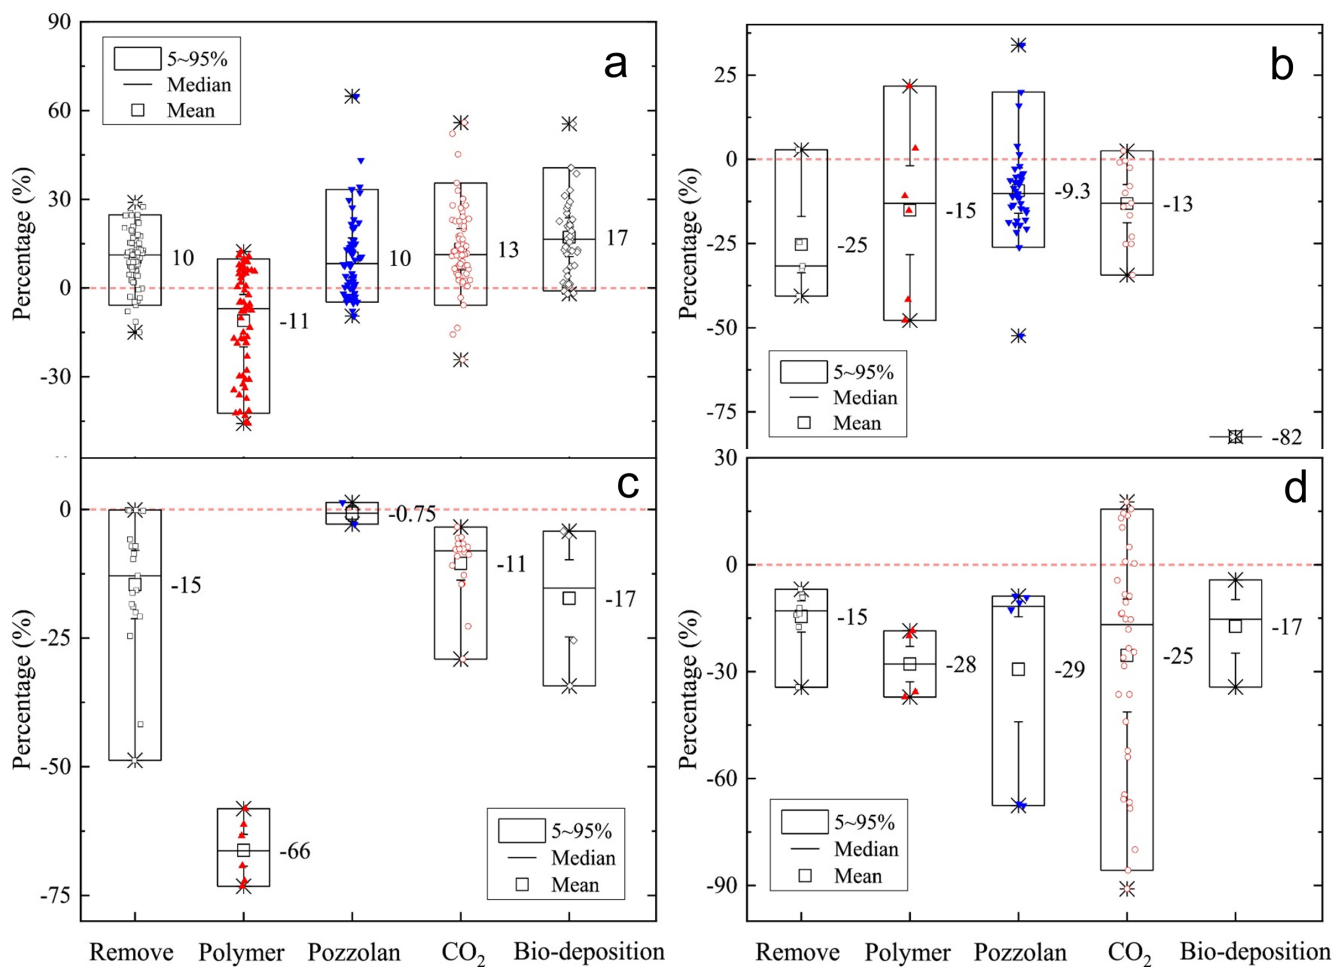 a
Percentage (%)
90
60
30
0
-30
5~95%
Median
Mean
10
-11
10
13
17
b
Percentage (%)
25
0
-25
-50
-75
-25
-15
-9.3
-13
-82
5~95%
Median
Mean
c
Percentage (%)
0
-25
-50
-75
-15
-66
-0.75
-11
-17
5~95%
Median
Mean
Remove Polymer Pozzolan CO₂ Bio-deposition
d
Percentage (%)
30
0
-30
-60
-90
-15
-28
-29
-25
-17
5~95%
Median
Mean
Remove Polymer Pozzolan CO₂ Bio-deposition